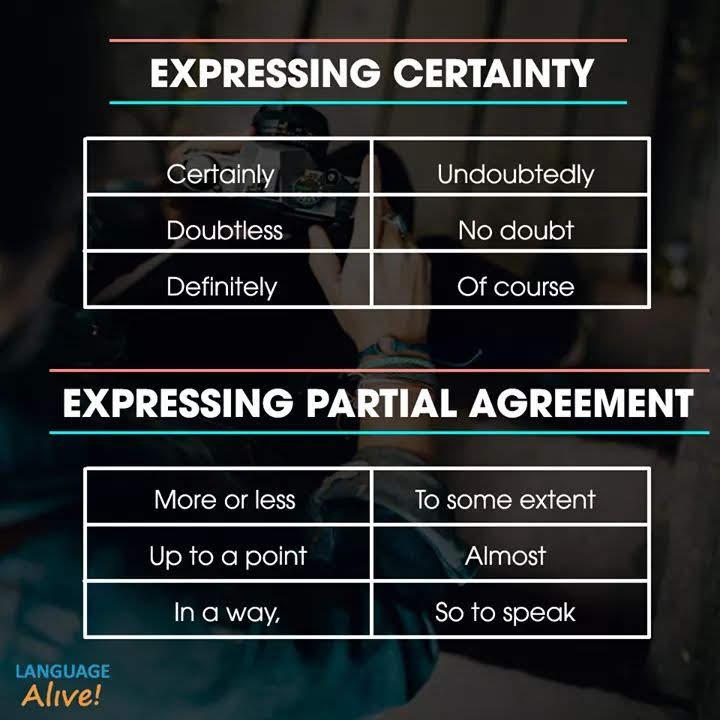 EXPRESSING CERTAINTY
Certainly Undoubtedly
Doubtless No doubt
Definitely Of course
EXPRESSING PARTIAL AGREEMENT
More or less To some extent
Up to a point Almost
In a way, So to speak
LANGUAGE
Alive!